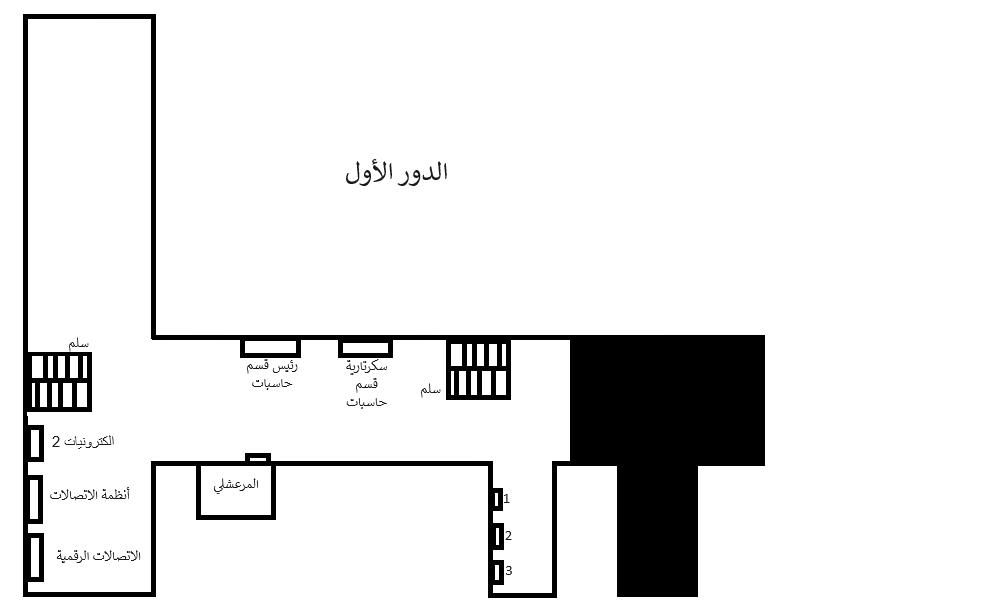 الدور الأول
سلم
رئيس قسم
حاسبات
سكرتارية
قسم
حاسبات
سلم
الكترونيات 2
أنظمة الاتصالات
الاتصالات الرقمية
المرعشلي
1
2
3